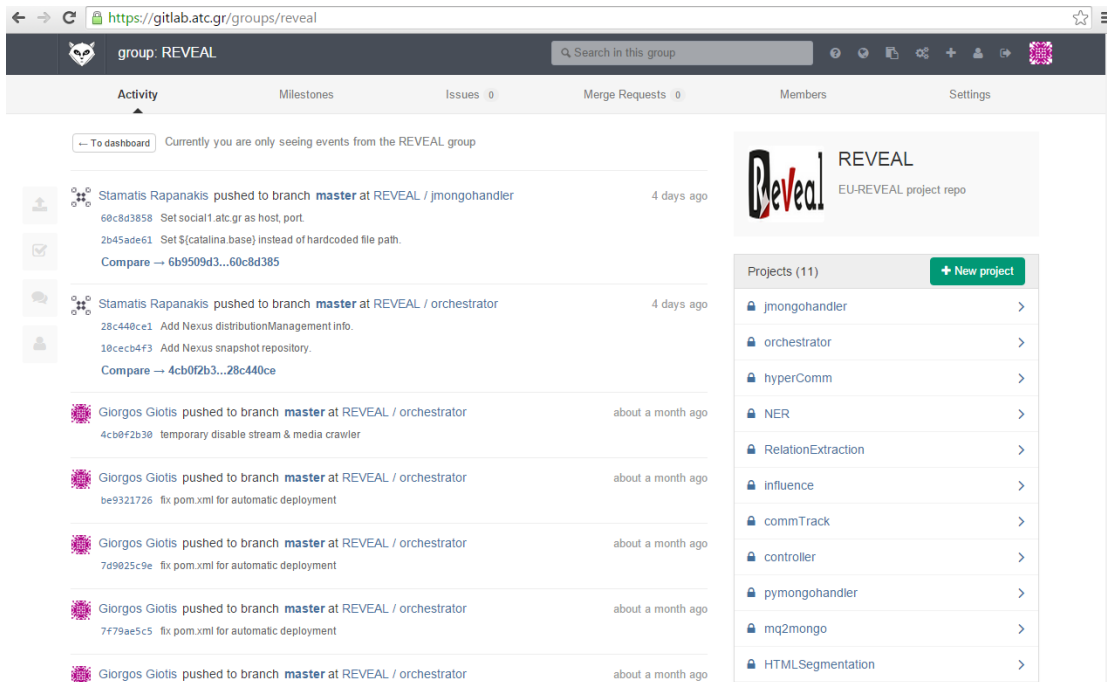 https://gitlab.atc.gr/groups/reveal
group: REVEAL
Search in this group
Activity
Milestones
Issues 0
Merge Requests 0
Members
Settings
← To dashboard
Currently you are only seeing events from the REVEAL group
Stamatis Rapanakis pushed to branch master at REVEAL / jmongohandler
4 days ago
60c8d3858 Set social1.atc.gr as host, port.
2b45ade61 Set ${catalina.base} instead of hardcoded file path.
Compare → 6b9509d3...60c8d385
Stamatis Rapanakis pushed to branch master at REVEAL / orchestrator
4 days ago
28c440ce1 Add Nexus distributionManagement info.
10cecb4f3 Add Nexus snapshot repository.
Compare → 4cb0f2b3...28c440ce
Giorgos Giotis pushed to branch master at REVEAL / orchestrator
about a month ago
4cb0f2b30 temporary disable stream & media crawler
Giorgos Giotis pushed to branch master at REVEAL / orchestrator
about a month ago
be9321726 fix pom.xml for automatic deployment
Giorgos Giotis pushed to branch master at REVEAL / orchestrator
about a month ago
7d9025c9e fix pom.xml for automatic deployment
Giorgos Giotis pushed to branch master at REVEAL / orchestrator
about a month ago
7f79ae5c5 fix pom.xml for automatic deployment
Giorgos Giotis pushed to branch master at REVEAL / orchestrator
about a month ago
Reveal
REVEAL
EU-REVEAL project repo
Projects (11)
+ New project
jmongohandler
orchestrator
hyperComm
NER
RelationExtraction
influence
commTrack
controller
pymongohandler
mq2mongo
HTMLSegmentation